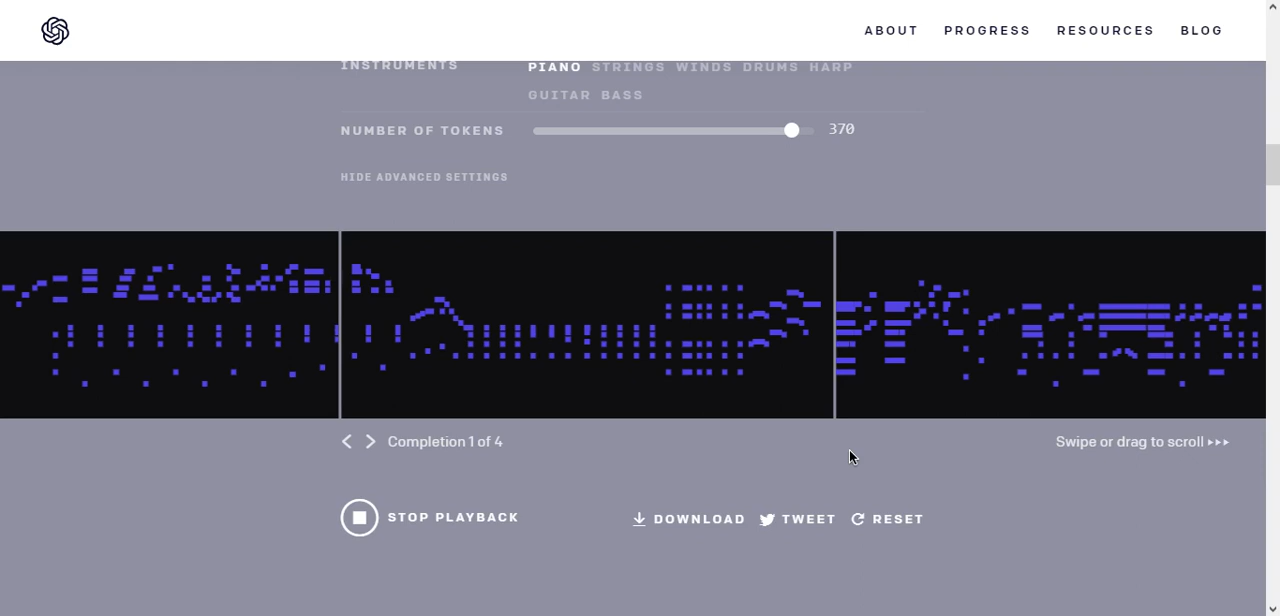 ABOUT PROGRESS RESOURCES BLOG
INSTRUMENTS PIANO STRINGS WINDS DRUMS HARP
GUITAR BASS
NUMBER OF TOKENS 370
HIDE ADVANCED SETTINGS
Completion 1 of 4 Swipe or drag to scroll
STOP PLAYBACK DOWNLOAD TWEET RESET